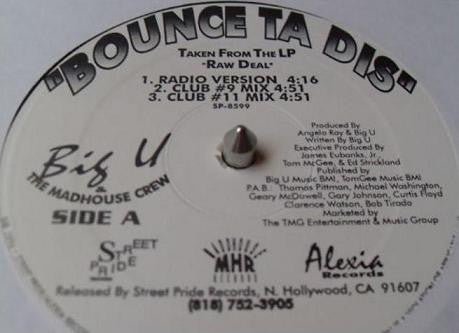 "BOUNCE TA DIS"
TAKEN FROM THE LP
"RAW DEAL"
1. RADIO VERSION 4:16
2. CLUB #9 MIX 4:51
3. CLUB #11 MIX 4:51
SP-8599
Big U
&
THE MADHOUSE CREW
SIDE A
Produced By
Angelo Ray & Big U
Written By Big U
Executive Produced By
James Eubanks, Jr.,
Tom McGee, & Ed Strickland
Published by
Big U Music BMI, TomGee Music BMI
P.A.B.: Thomas Pittman, Michael Washington,
Geary McDowell, Gary Johnson, Curtis Floyd
Clarence Watson, Bob Tirado
Marketed by
The TMG Entertainment & Music Group
STREET PRIDE
MADHOUSE
MHR
RECORDS
Alexia
Records
Released By Street Pride Records, N. Hollywood, CA 91607
(818) 752-3905